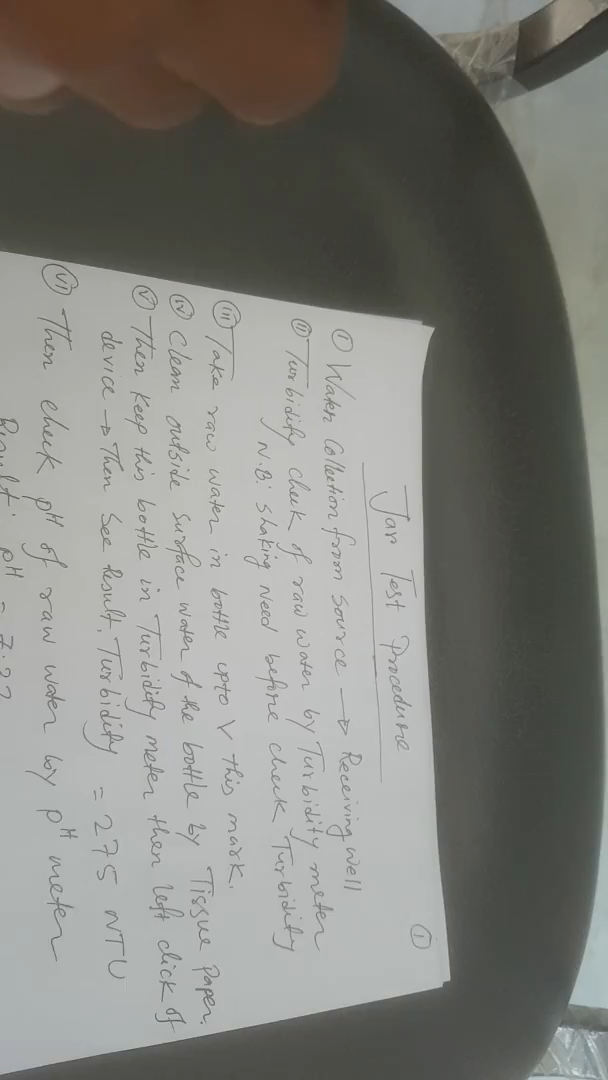 ①
Jar Test Procedure
ⓘ Water Collection from source → Receiving well
ⓘⓘ Turbidity check of raw water by Turbidity meter
N.B: shaking need before check Turbidity
ⓘⓘⓘ Take raw water in bottle upto V this mark.
ⓘⓥ Clean outside surface water of the bottle by Tissue Paper.
ⓥ Then keep this bottle in Turbidity meter then left click of
device → Then See Result, Turbidity = 275 NTU
ⓥⓘ Then check pH of raw water by pH meter
Result: pH =